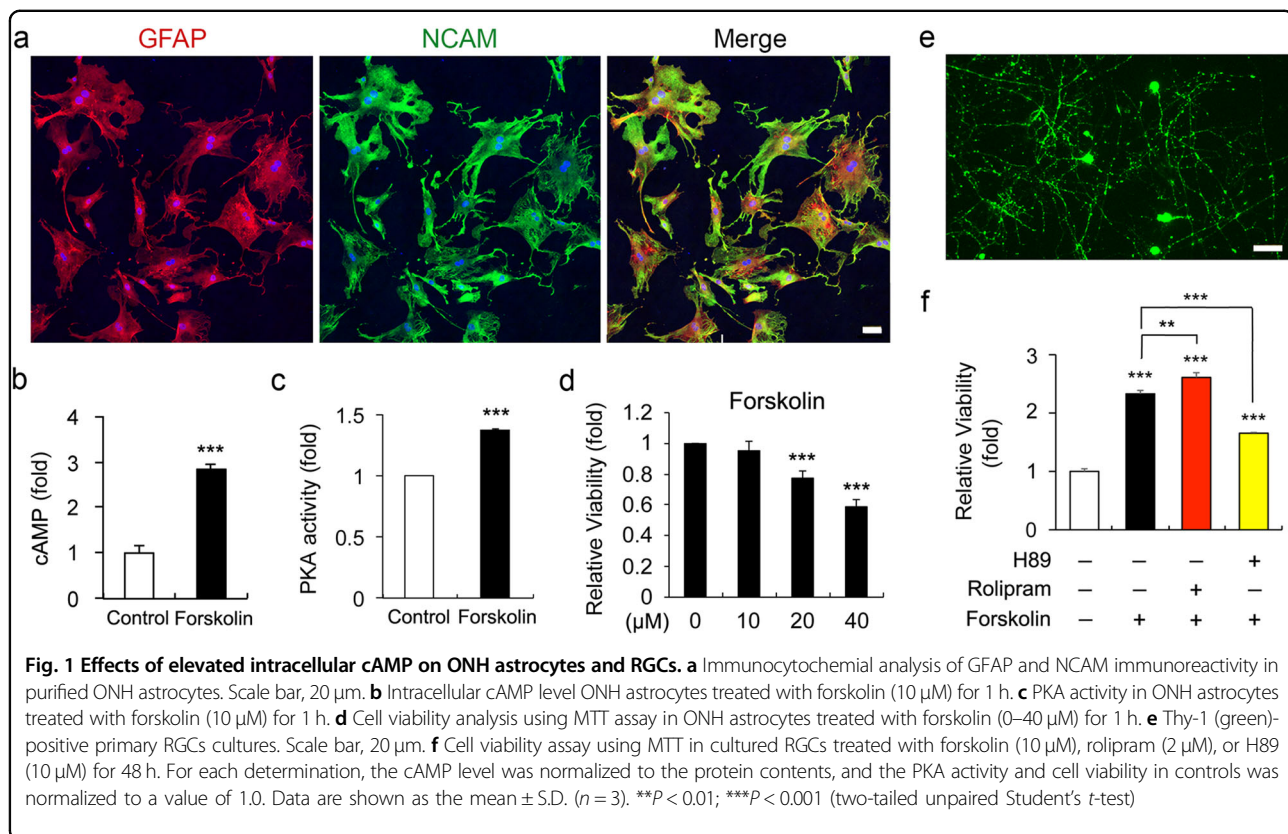 a
GFAP
NCAM
Merge
e
b
cAMP (fold)
4
3
2
1
0
***
Control Forskolin
c
PKA activity (fold)
1.5
1
0.5
0
***
Control Forskolin
d
Forskolin
Relative Viability (fold)
1.2
1
0.8
0.6
0.4
0.2
0
***
***
(μM) 0 10 20 40
f
Relative Viability
(fold)
3
2
1
0
***
**
***
***
***
H89 – – – +
Rolipram – – + –
Forskolin – + + +
Fig. 1 Effects of elevated intracellular cAMP on ONH astrocytes and RGCs. a Immunocytochemial analysis of GFAP and NCAM immunoreactivity in
purified ONH astrocytes. Scale bar, 20 μm. b Intracellular cAMP level ONH astrocytes treated with forskolin (10 μM) for 1 h. c PKA activity in ONH astrocytes
treated with forskolin (10 μM) for 1 h. d Cell viability analysis using MTT assay in ONH astrocytes treated with forskolin (0–40 μM) for 1 h. e Thy-1 (green)-
positive primary RGCs cultures. Scale bar, 20 μm. f Cell viability assay using MTT in cultured RGCs treated with forskolin (10 μM), rolipram (2 μM), or H89
(10 μM) for 48 h. For each determination, the cAMP level was normalized to the protein contents, and the PKA activity and cell viability in controls was
normalized to a value of 1.0. Data are shown as the mean ± S.D. (n = 3). **P < 0.01; ***P < 0.001 (two-tailed unpaired Student's t-test)